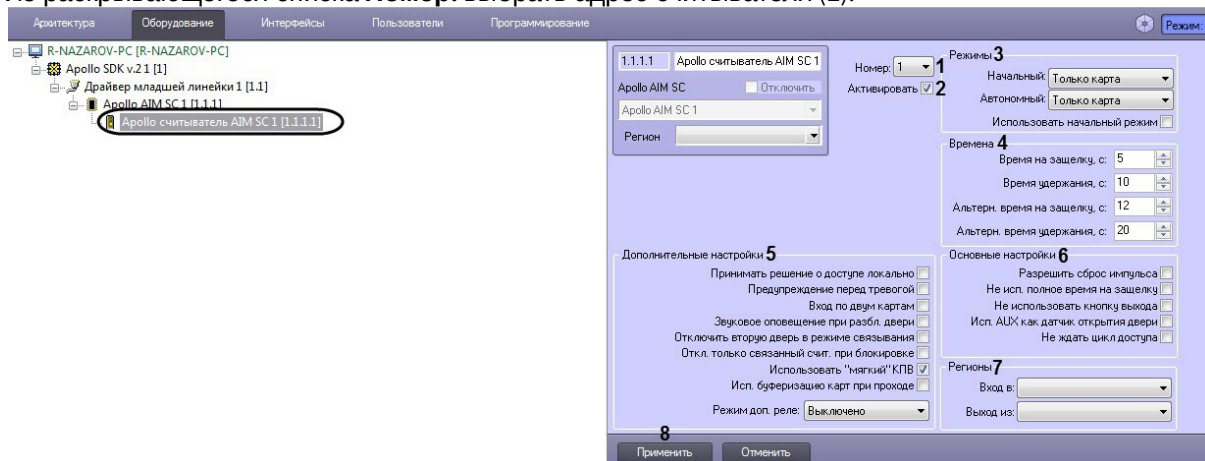 Из раскрывающегося списка Номер: выбрать адрес считывателя (1).
Архитектура Оборудование Интерфейсы Пользователи Программирование
Режим:
R-NAZAROV-PC [R-NAZAROV-PC]
Apollo SDK v.2 1 [1]
Драйвер младшей линейки 1 [1.1]
Apollo AIM SC 1 [1.1.1]
Apollo считыватель AIM SC 1 [1.1.1.1]
1.1.1.1 Apollo считыватель AIM SC 1
Apollo AIM SC Отключить
Apollo AIM SC 1
Регион
Номер: 1 1
Активировать 2
Режимы 3
Начальный: Только карта
Автономный: Только карта
Использовать начальный режим
Времена 4
Время на защелку, с: 5
Время удержания, с: 10
Альтерн. время на защелку, с: 12
Альтерн. время удержания, с: 20
Дополнительные настройки 5
Принимать решение о доступе локально
Предупреждение перед тревогой
Вход по двум картам
Звуковое оповещение при разбл. двери
Отключить вторую дверь в режиме связывания
Откл. только связанный счит. при блокировке
Использовать "мягкий" КПВ
Исп. буферизацию карт при проходе
Режим доп. реле: Выключено
Основные настройки 6
Разрешить сброс импульса
Не исп. полное время на защелку
Не использовать кнопку выхода
Исп. AUX как датчик открытия двери
Не ждать цикл доступа
Регионы 7
Вход в:
Выход из:
8
Применить Отменить